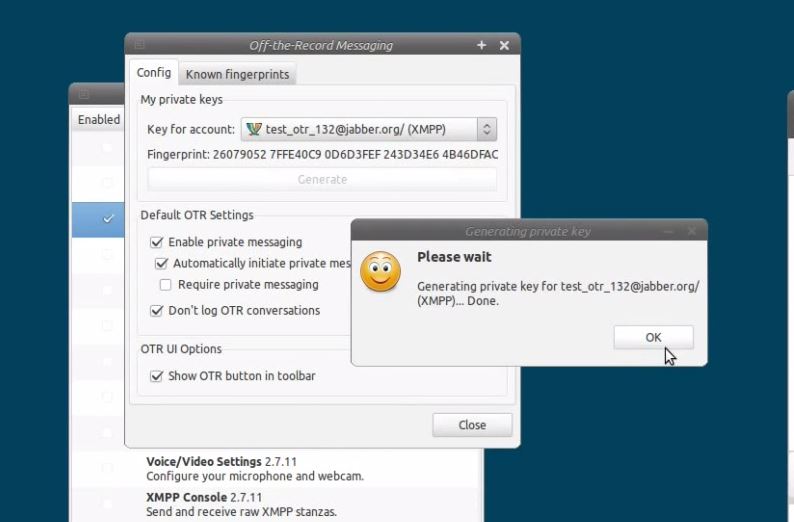 Off-the-Record Messaging
Config
Known fingerprints
Enabled
My private keys
Key for account:
test_otr_132@jabber.org/ (XMPP)
Fingerprint: 26079052 7FFE40C9 0D6D3FEF 243D34E6 4B46DFAC
Generate
Default OTR Settings
Enable private messaging
Automatically initiate private mes
Require private messaging
Don't log OTR conversations
OTR UI Options
Show OTR button in toolbar
Close
Generating private key
Please wait
Generating private key for test_otr_132@jabber.org/
(XMPP)... Done.
OK
Voice/Video Settings 2.7.11
Configure your microphone and webcam.
XMPP Console 2.7.11
Send and receive raw XMPP stanzas.